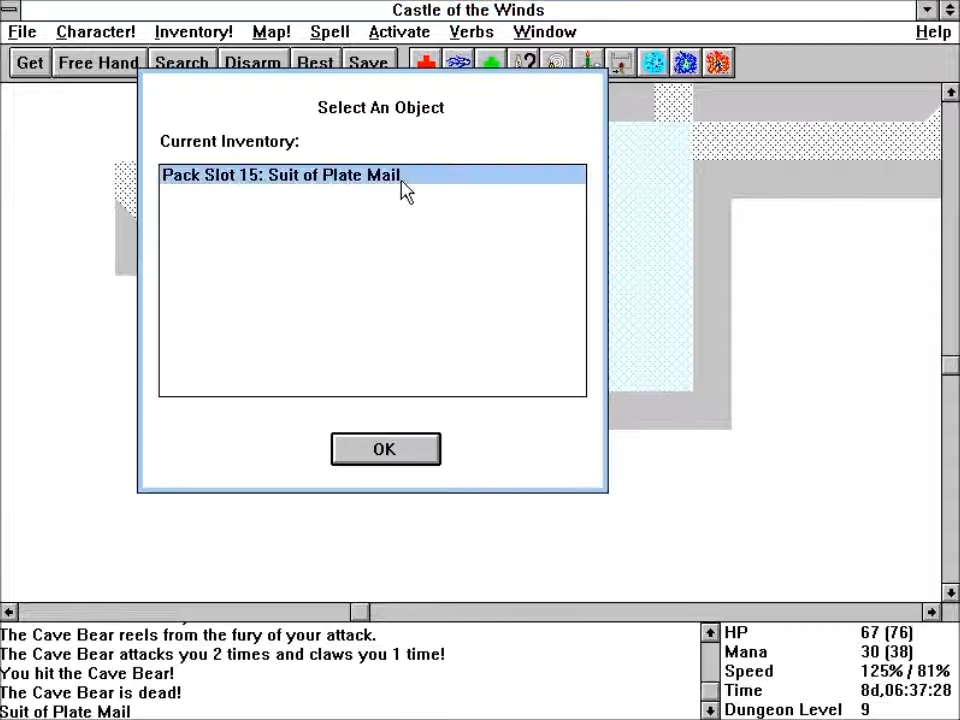 Castle of the Winds
File Character! Inventory! Map! Spell Activate Verbs Window Help
Get Free Hand Search Disarm Rest Save
Select An Object
Current Inventory:
Pack Slot 15: Suit of Plate Mail
OK
The Cave Bear reels from the fury of your attack.
The Cave Bear attacks you 2 times and claws you 1 time!
You hit the Cave Bear!
The Cave Bear is dead!
Suit of Plate Mail
HP 67 (76)
Mana 30 (38)
Speed 125% / 81%
Time 8d,06:37:28
Dungeon Level 9